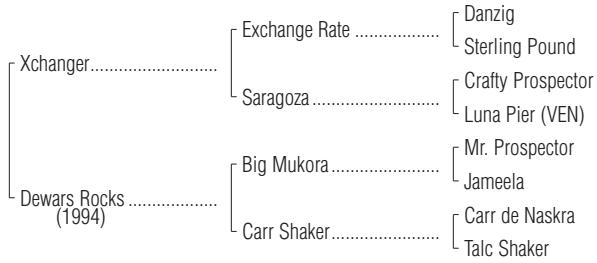 Danzig
Exchange Rate ..................
Sterling Pound
Xchanger...........................
Crafty Prospector
Saragoza ...........................
Luna Pier (VEN)
Mr. Prospector
Big Mukora .......................
Jameela
Dewars Rocks ...................
(1994)
Carr de Naskra
Carr Shaker .......................
Talc Shaker